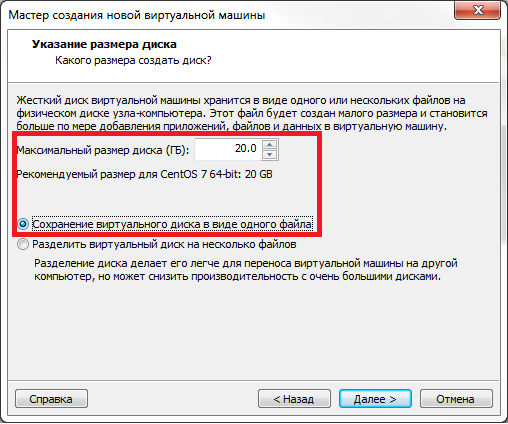 Мастер создания новой виртуальной машины
Указание размера диска
Какого размера создать диск?
Жесткий диск виртуальной машины хранится в виде одного или нескольких файлов на
физическом диске узла-компьютера. Этот файл будет создан малого размера и становится
больше по мере добавления приложений, файлов и данных в виртуальную машину.
Максимальный размер диска (ГБ): 20.0
Рекомендуемый размер для CentOS 7 64-bit: 20 GB
Сохранение виртуального диска в виде одного файла
Разделить виртуальный диск на несколько файлов
Разделение диска делает его легче для переноса виртуальной машины на другой
компьютер, но может снизить производительность с очень большими дисками.
Справка < Назад Далее > Отмена